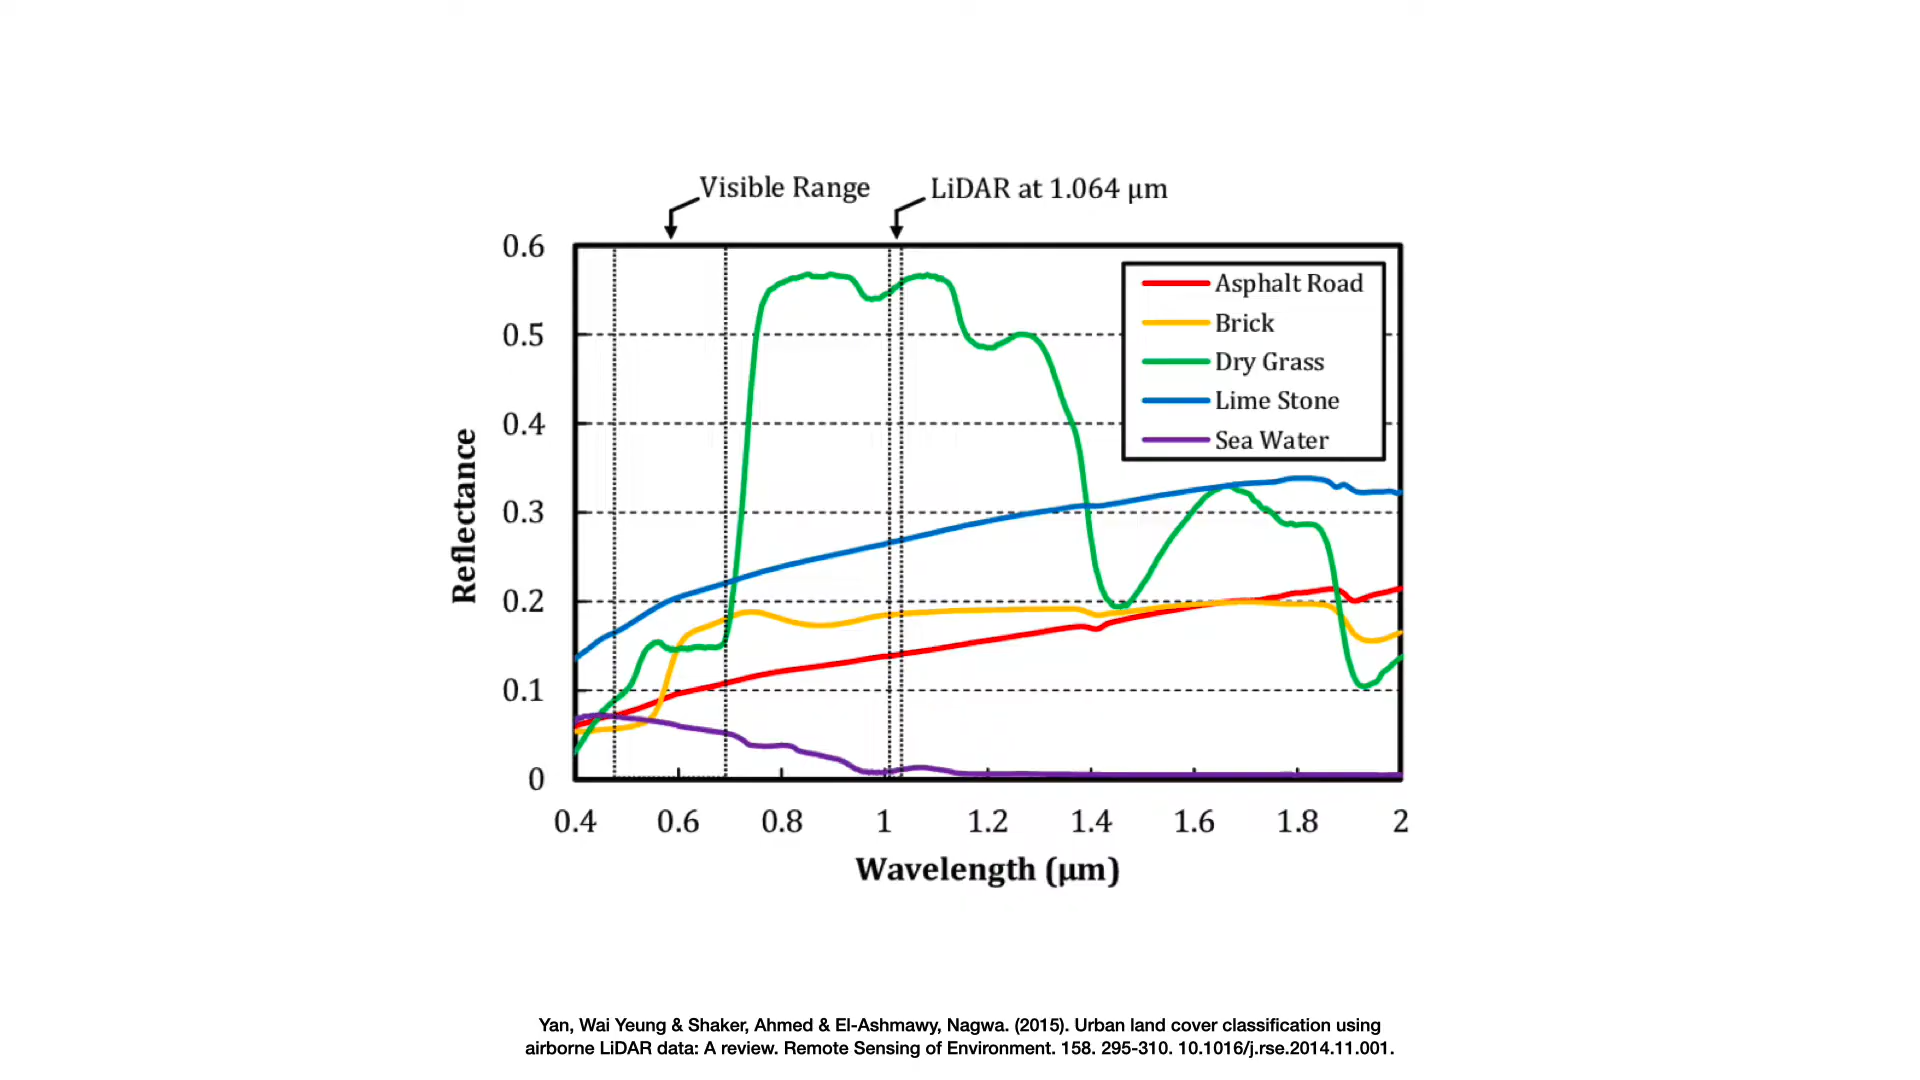 Visible Range
LiDAR at 1.064 μm
0.6
0.5
0.4
0.3
0.2
0.1
0
Reflectance
Asphalt Road
Brick
Dry Grass
Lime Stone
Sea Water
0.4 0.6 0.8 1 1.2 1.4 1.6 1.8 2
Wavelength (μm)
Yan, Wai Yeung & Shaker, Ahmed & El-Ashmawy, Nagwa. (2015). Urban land cover classification using
airborne LiDAR data: A review. Remote Sensing of Environment. 158. 295-310. 10.1016/j.rse.2014.11.001.